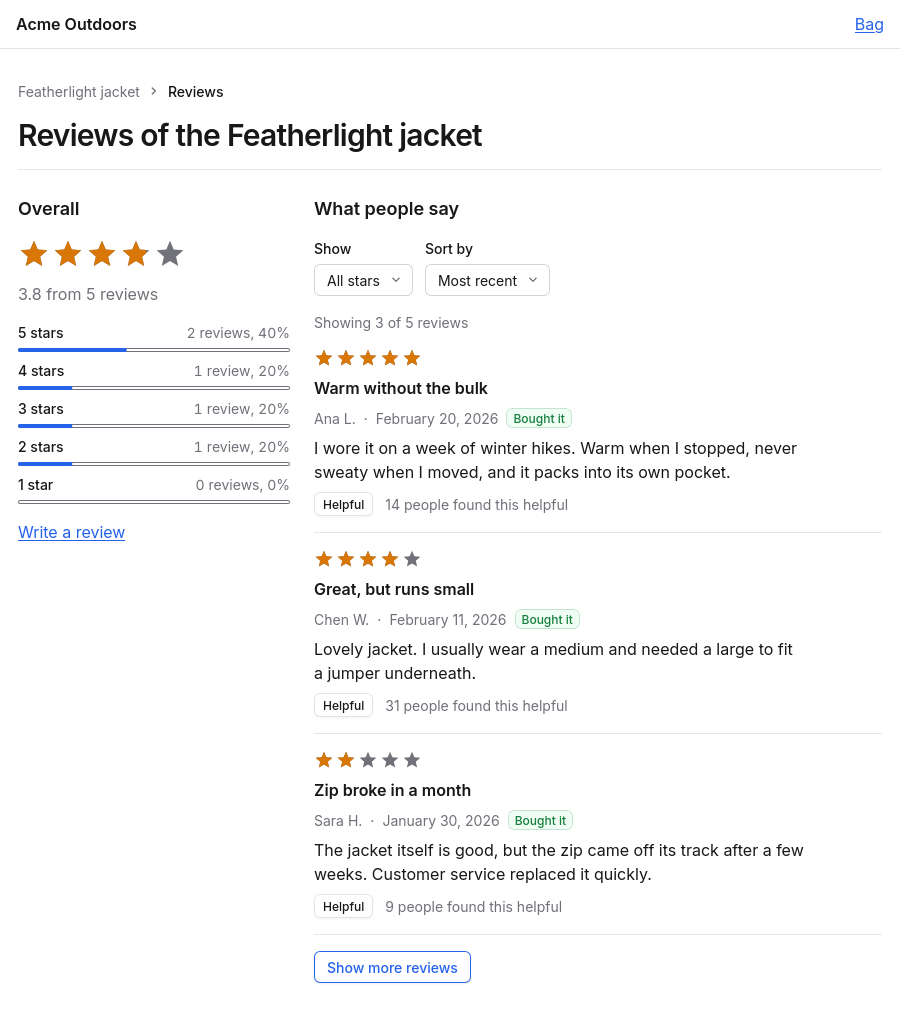 Acme Outdoors
Bag
Featherlight jacket > Reviews
Reviews of the Featherlight jacket
Overall
3.8 from 5 reviews
5 stars 2 reviews, 40%
4 stars 1 review, 20%
3 stars 1 review, 20%
2 stars 1 review, 20%
1 star 0 reviews, 0%
Write a review
What people say
Show Sort by
All stars Most recent
Showing 3 of 5 reviews
Warm without the bulk
Ana L. · February 20, 2026 Bought it
I wore it on a week of winter hikes. Warm when I stopped, never
sweaty when I moved, and it packs into its own pocket.
Helpful 14 people found this helpful
Great, but runs small
Chen W. · February 11, 2026 Bought it
Lovely jacket. I usually wear a medium and needed a large to fit
a jumper underneath.
Helpful 31 people found this helpful
Zip broke in a month
Sara H. · January 30, 2026 Bought it
The jacket itself is good, but the zip came off its track after a few
weeks. Customer service replaced it quickly.
Helpful 9 people found this helpful
Show more reviews